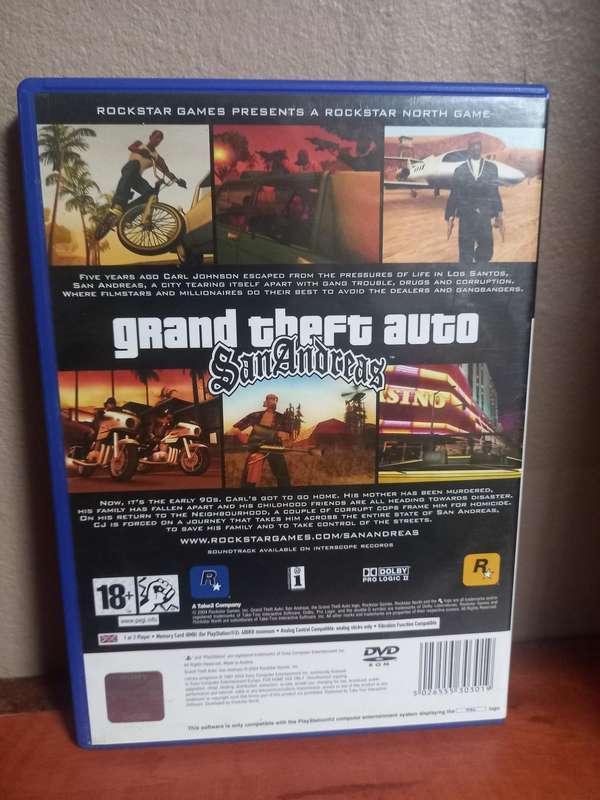 ROCKSTAR GAMES PRESENTS A ROCKSTAR NORTH GAME
FIVE YEARS AGO CARL JOHNSON ESCAPED FROM THE PRESSURES OF LIFE IN LOS SANTOS,
SAN ANDREAS, A CITY TEARING ITSELF APART WITH GANG TROUBLE, DRUGS AND CORRUPTION.
WHERE FILMSTARS AND MILLIONAIRES DO THEIR BEST TO AVOID THE DEALERS AND GANGBANGERS.
grand theft auto
San Andreas
SINO
NOW, IT'S THE EARLY 90S. CARL'S GOT TO GO HOME. HIS MOTHER HAS BEEN MURDERED,
HIS FAMILY HAS FALLEN APART AND HIS CHILDHOOD FRIENDS ARE ALL HEADING TOWARDS DISASTER.
ON HIS RETURN TO THE NEIGHBOURHOOD, A COUPLE OF CORRUPT COPS FRAME HIM FOR HOMICIDE.
CJ IS FORCED ON A JOURNEY THAT TAKES HIM ACROSS THE ENTIRE STATE OF SAN ANDREAS,
TO SAVE HIS FAMILY AND TO TAKE CONTROL OF THE STREETS.
WWW.ROCKSTARGAMES.COM/SANANDREAS
SOUNDTRACK AVAILABLE ON INTERSCOPE RECORDS
18+
www.pegi.info
R
i
DOLBY
PRO LOGIC II
R
A Take2 Company
1 or 2 Player • Memory Card (8MB) (for PlayStation®2): 400KB minimum • Analog Control Compatible: analog sticks only • Vibration Function Compatible
DVD
ROM
5 026555 303019
This software is only compatible with the PlayStation®2 computer entertainment system displaying the PAL logo